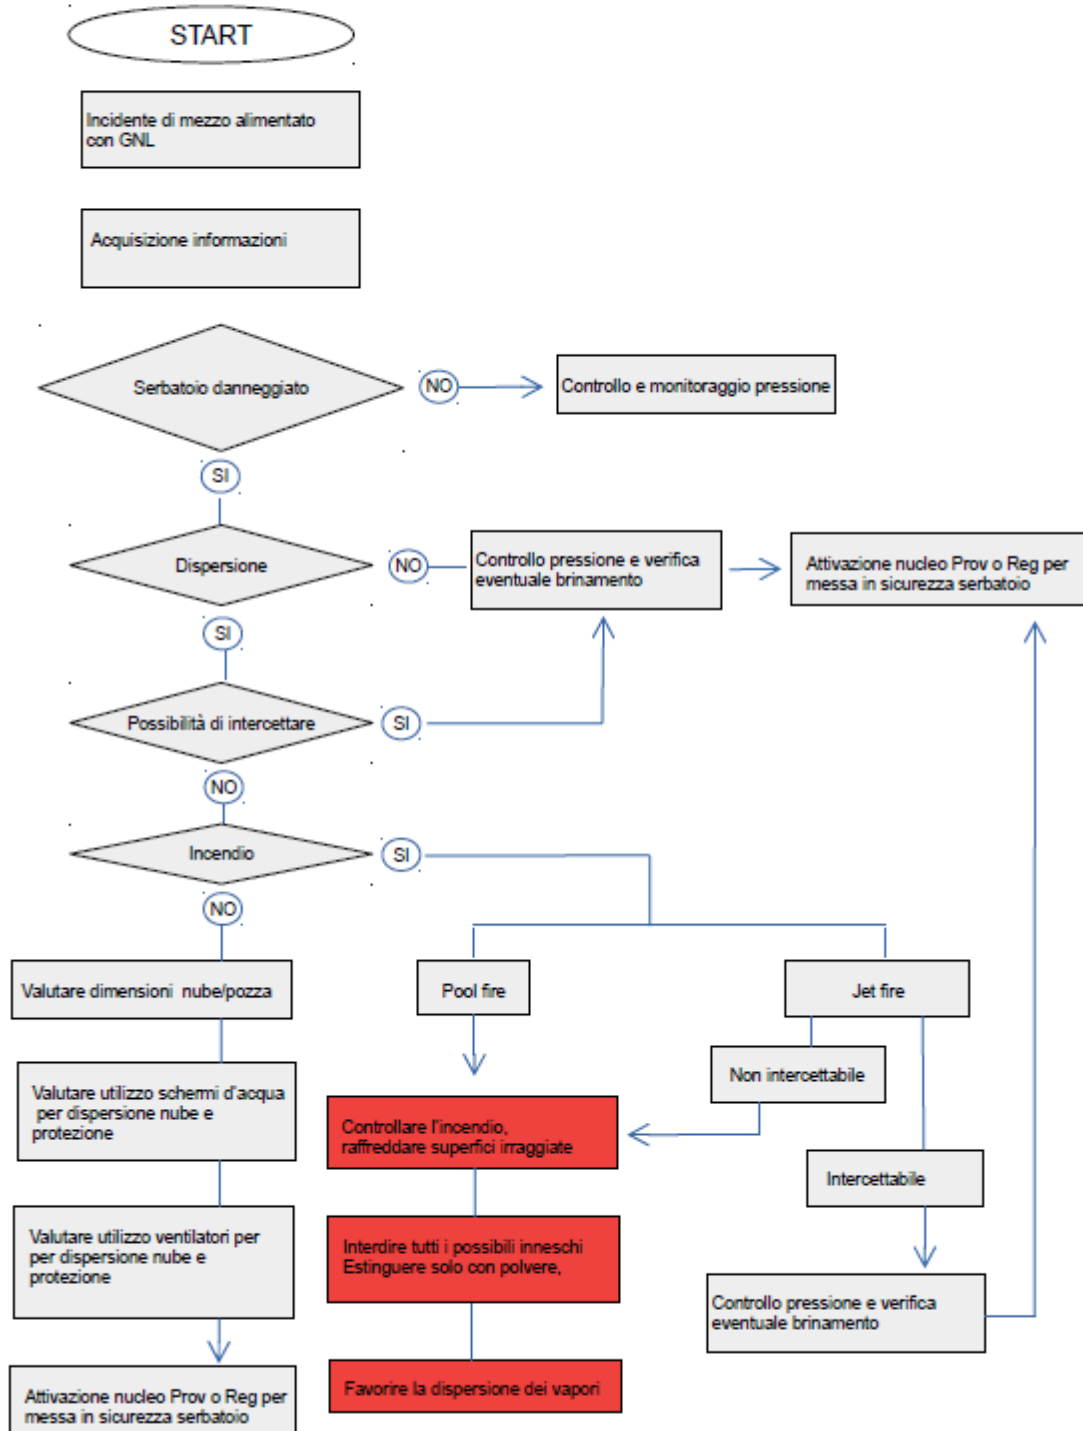 START
Incidente di mezzo alimentato
con GNL
Acquisizione informazioni
Serbatoio danneggiato
NO
Controllo e monitoraggio pressione
SI
Dispersione
NO
Controllo pressione e verifica
eventuale brinamento
Attivazione nucleo Prov o Reg per
messa in sicurezza serbatoio
SI
Possibilità di intercettare
SI
NO
Incendio
SI
NO
Valutare dimensioni nube/pozza
Pool fire
Jet fire
Non intercettabile
Valutare utilizzo schermi d'acqua
per dispersione nube e
protezione
Controllare l'incendio,
raffreddare superfici irraggiate
Intercettabile
Valutare utilizzo ventilatori per
per dispersione nube e
protezione
Interdire tutti i possibili inneschi
Estinguere solo con polvere,
Controllo pressione e verifica
eventuale brinamento
Favorire la dispersione dei vapori
Attivazione nucleo Prov o Reg per
messa in sicurezza serbatoio